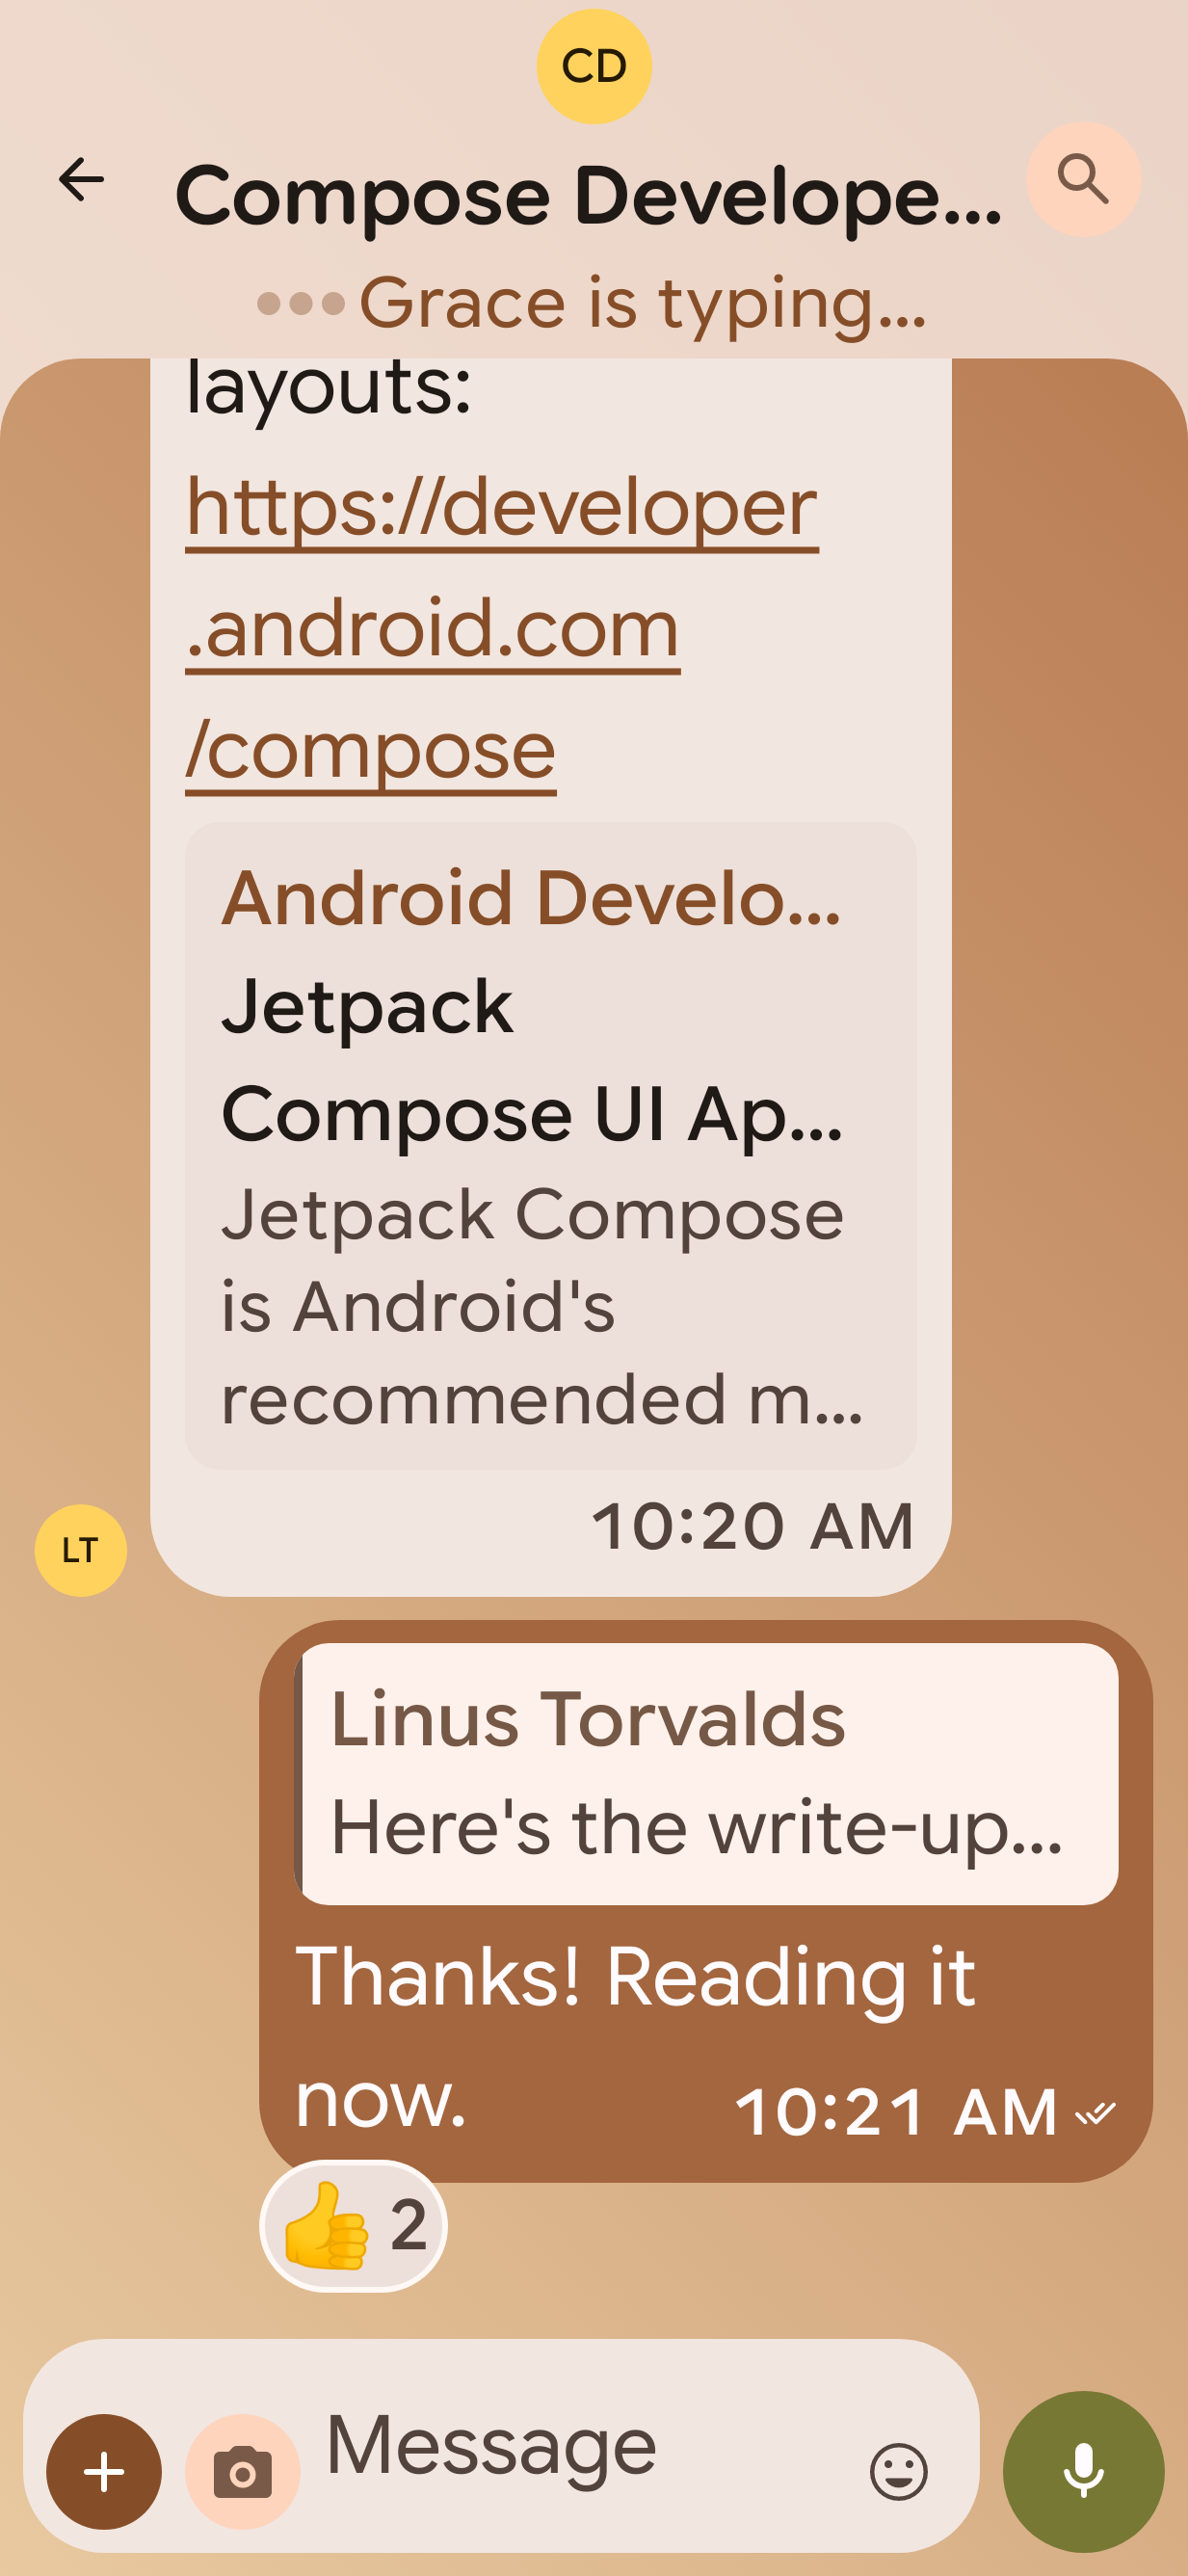 CD
Compose Develope...
Grace is typing...
layouts:
https://developer
.android.com
/compose
Android Develo...
Jetpack
Compose UI Ap...
Jetpack Compose
is Android's
recommended m...
10:20 AM
LT
Linus Torvalds
Here's the write-up...
Thanks! Reading it
now.
10:21 AM
👍 2
Message